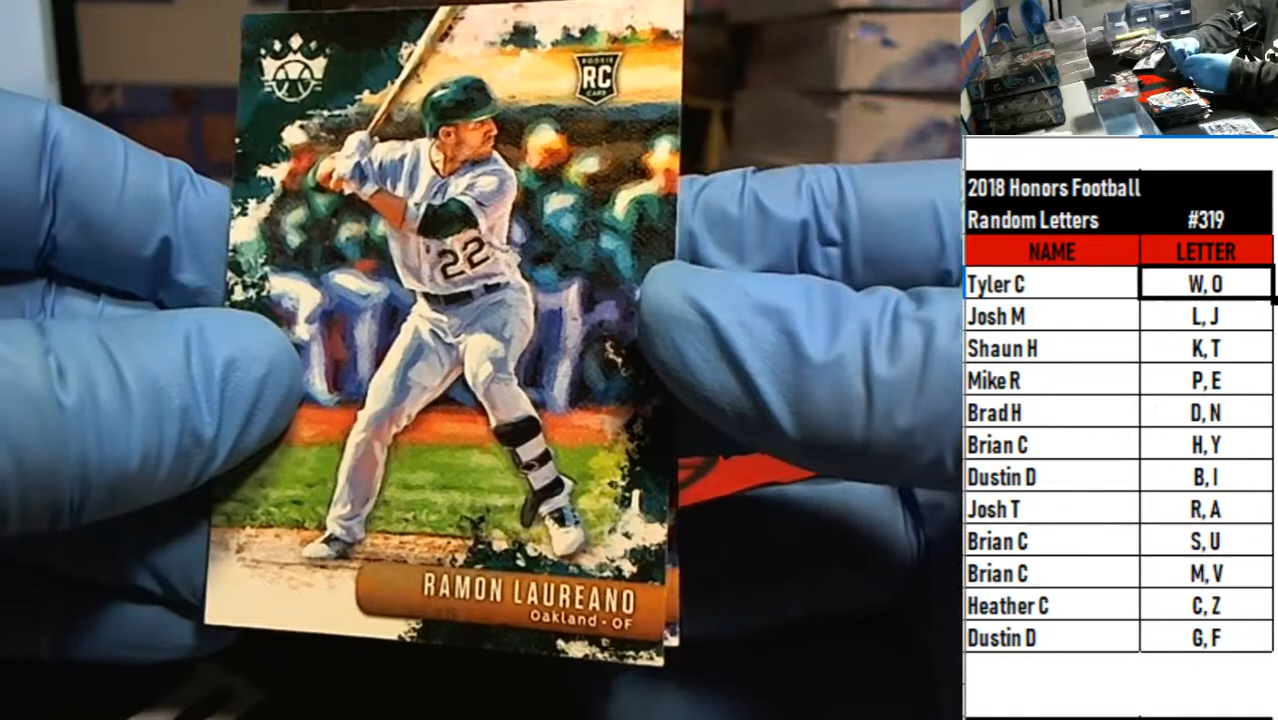 ROOKIE
RC
CARD
22
RAMON LAUREANO
Oakland • OF
2018 Honors Football
Random Letters #319
NAME LETTER
Tyler C W, O
Josh M L, J
Shaun H K, T
Mike R P, E
Brad H D, N
Brian C H, Y
Dustin D B, I
Josh T R, A
Brian C S, U
Brian C M, V
Heather C C, Z
Dustin D G, F